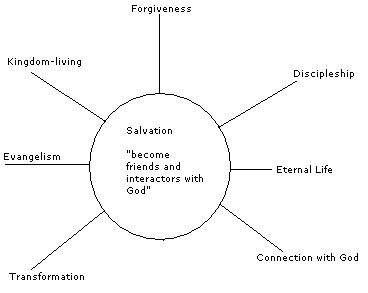 Forgiveness
Kingdom-living
Discipleship
Salvation
"become
friends and
interactors with
God"
Evangelism
Eternal Life
Connection with God
Transformation